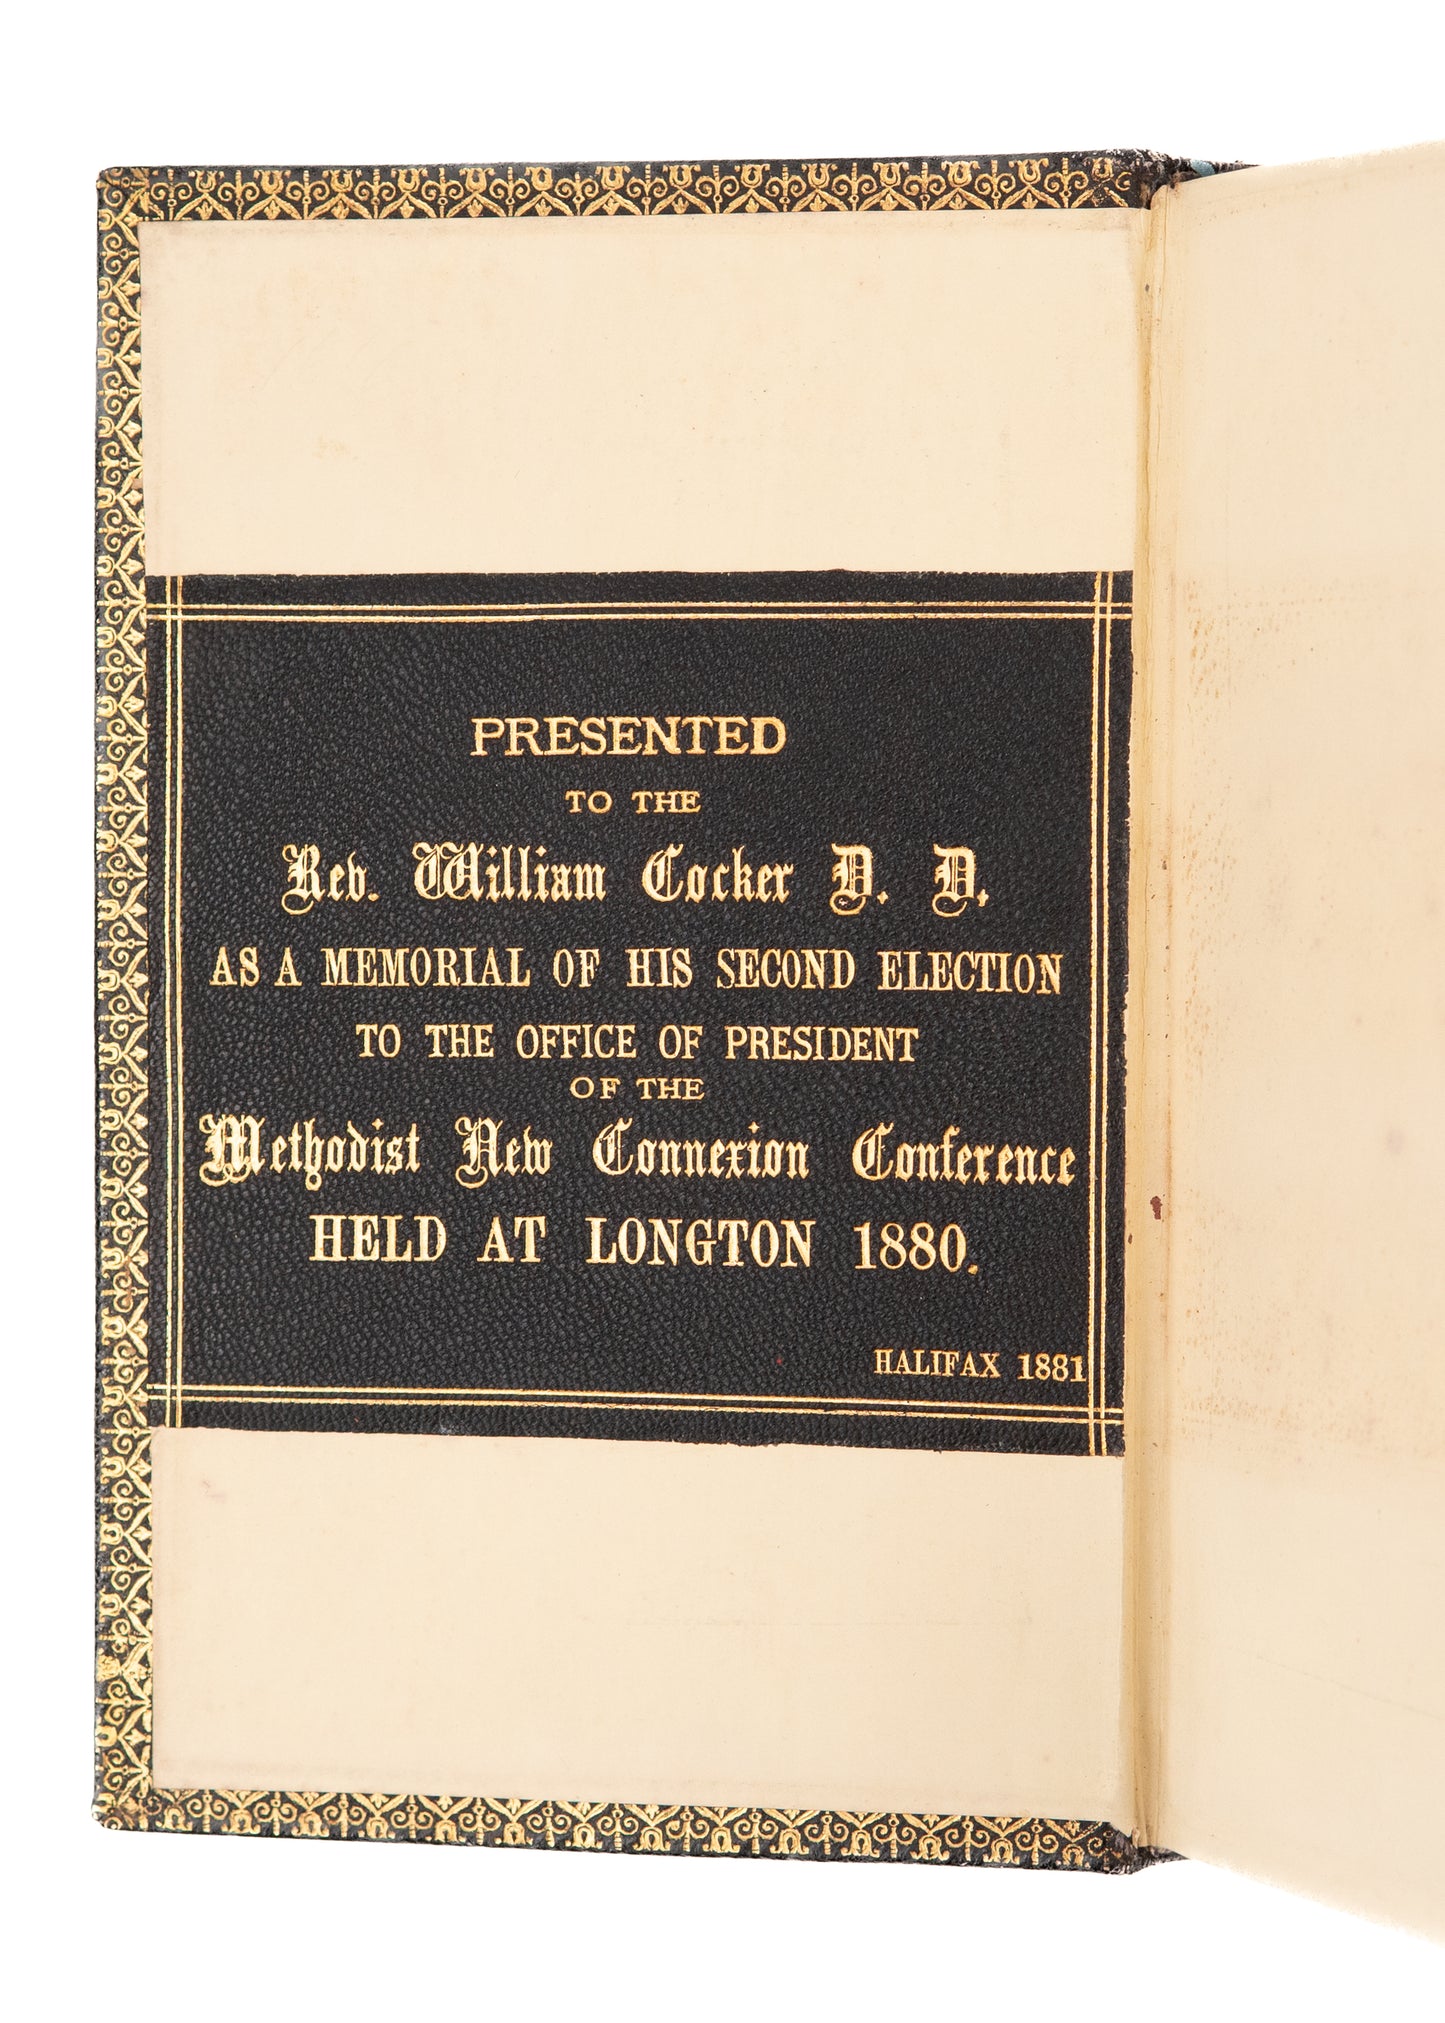 PRESENTED
TO THE
Rev. William Cocker D. D.
AS A MEMORIAL OF HIS SECOND ELECTION
TO THE OFFICE OF PRESIDENT
OF THE
Methodist New Connexion Conference
HELD AT LONGTON 1880.
HALIFAX 1881